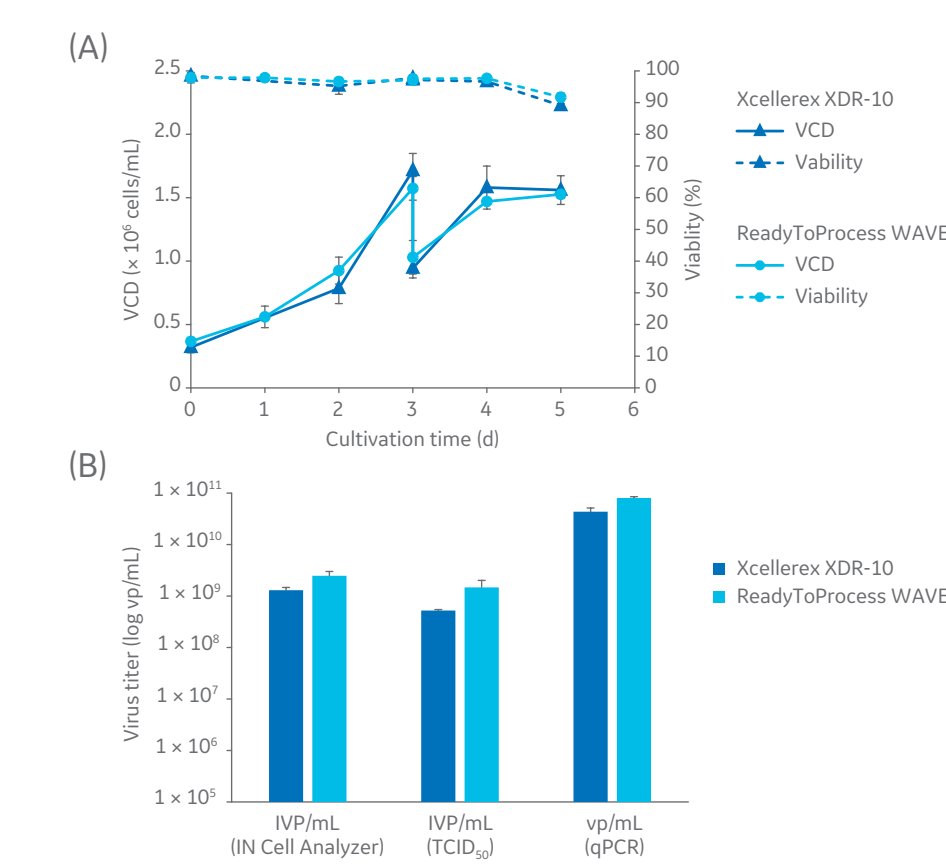 (A)
2.5
2.0
1.5
1.0
0.5
0
VCD (× 10⁶ cells/mL)
100
90
80
70
60
50
40
30
20
10
0
Viablity (%)
0 1 2 3 4 5 6
Cultivation time (d)
Xcellerex XDR-10
VCD
Vability
ReadyToProcess WAVE
VCD
Viability
(B)
1 × 10¹¹
1 × 10¹⁰
1 × 10⁹
1 × 10⁸
1 × 10⁷
1 × 10⁶
1 × 10⁵
Virus titer (log vp/mL)
IVP/mL
(IN Cell Analyzer)
IVP/mL
(TCID₅₀)
vp/mL
(qPCR)
Xcellerex XDR-10
ReadyToProcess WAVE